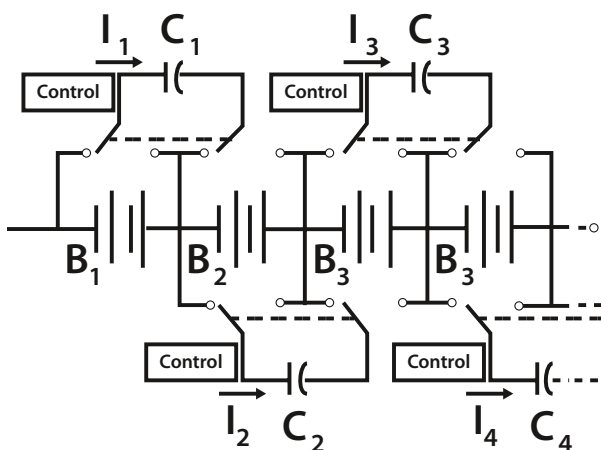 I1 C1 I3 C3
Control Control
B1 B2 B3 B3
Control Control
I2 C2 I4 C4